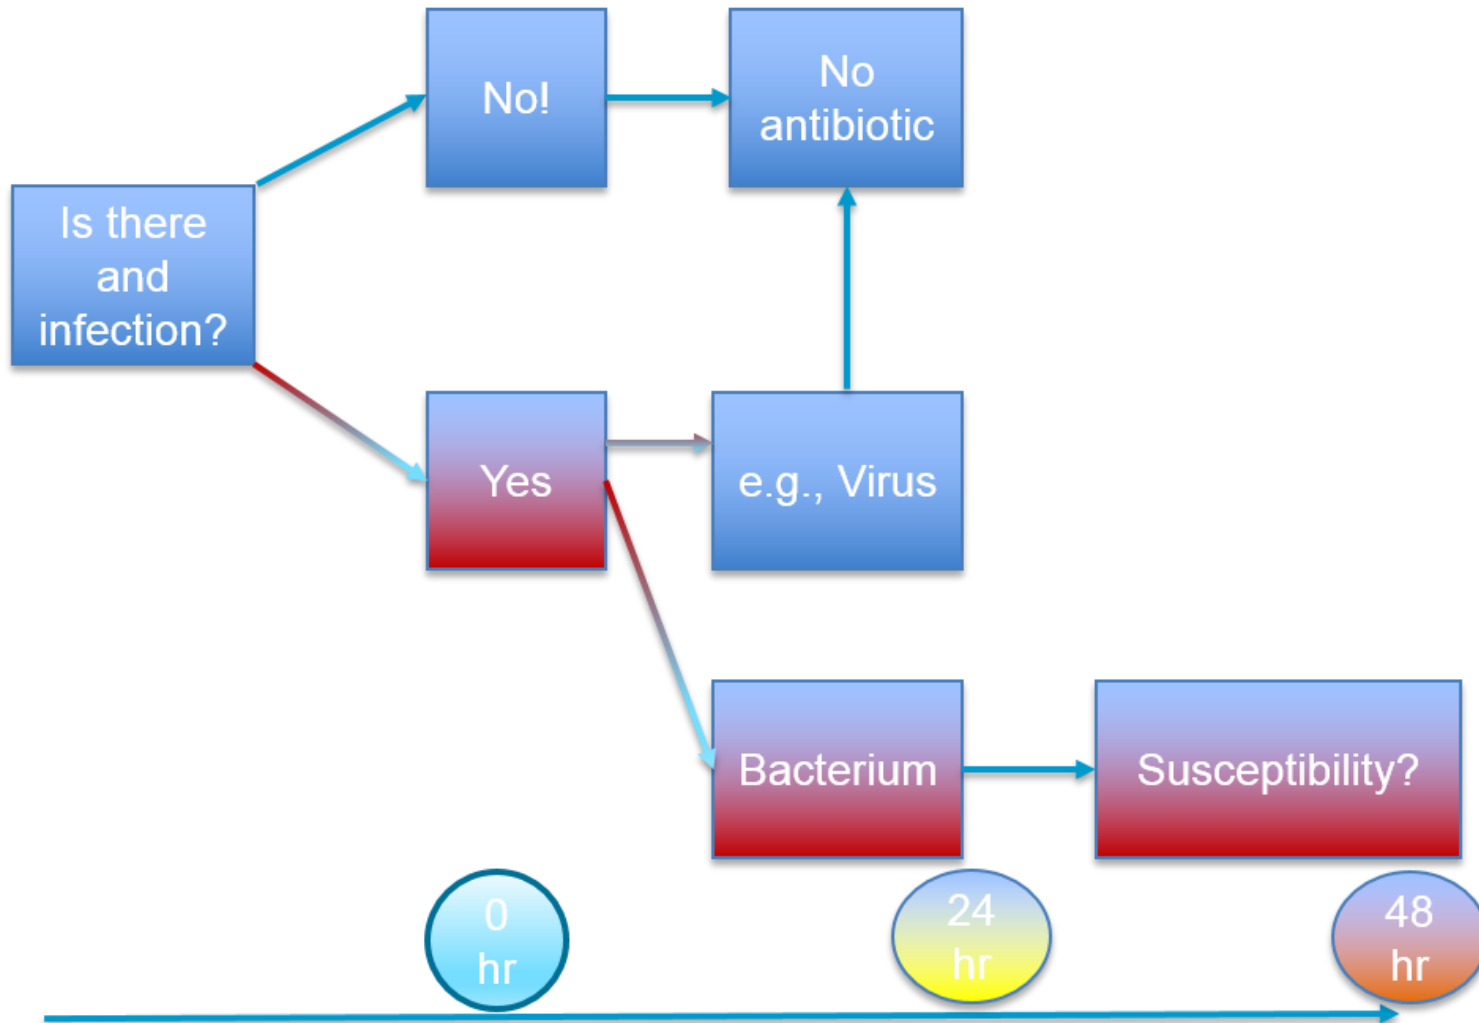 Is there
and
infection?
No!
No
antibiotic
Yes
e.g., Virus
Bacterium
Susceptibility?
0
hr
24
hr
48
hr